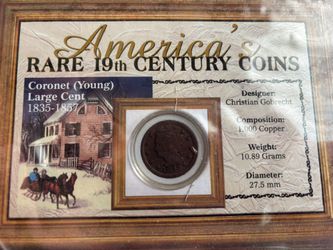 America's
RARE 19th CENTURY COINS
Coronet (Young)
Large Cent
1835-1857
Designer:
Christian Gobrecht
Composition:
1.000 Copper
Weight:
10.89 Grams
Diameter:
27.5 mm